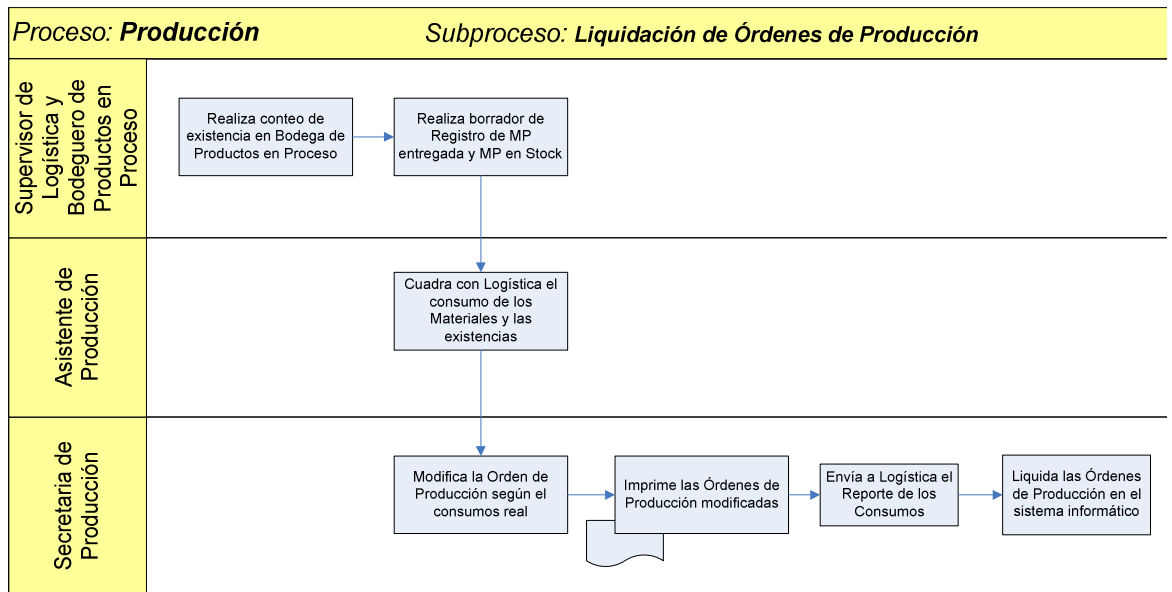 Proceso: Producción
Subproceso: Liquidación de Órdenes de Producción
Supervisor de
Logística y
Bodeguero de
Productos en
Proceso
Realiza conteo de
existencia en Bodega de
Productos en Proceso
Realiza borrador de
Registro de MP
entregada y MP en Stock
Asistente de
Producción
Cuadra con Logística el
consumo de los
Materiales y las
existencias
Secretaria de
Producción
Modifica la Orden de
Producción según el
consumos real
Imprime las Órdenes de
Producción modificadas
Envía a Logística el
Reporte de los
Consumos
Liquida las Órdenes
de Producción en el
sistema informático